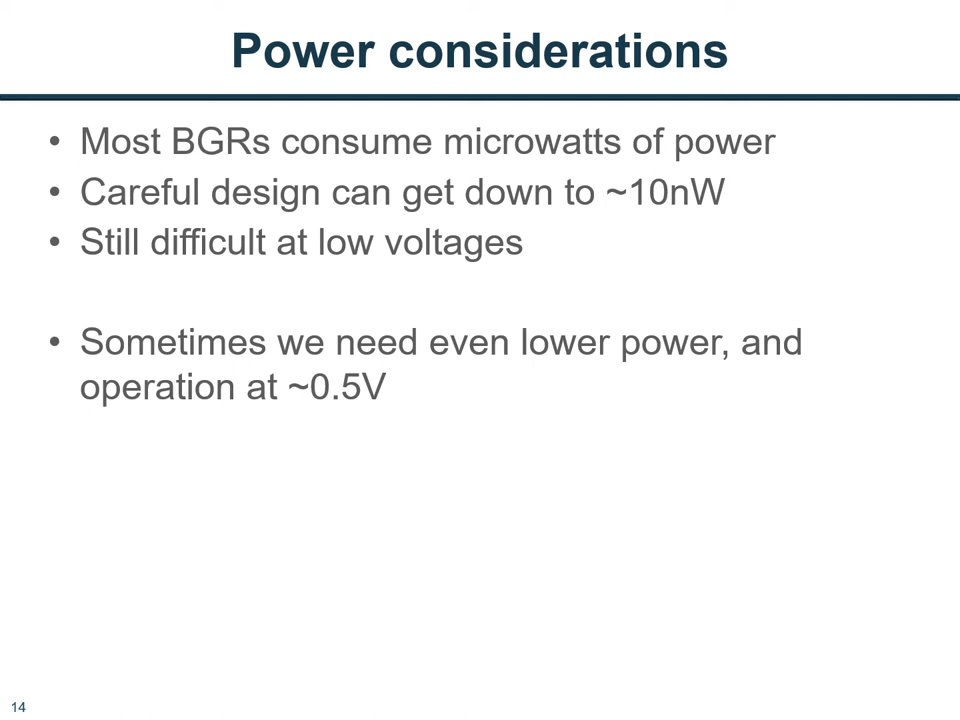 Power considerations
• Most BGRs consume microwatts of power
• Careful design can get down to ~10nW
• Still difficult at low voltages
• Sometimes we need even lower power, and
operation at ~0.5V
14